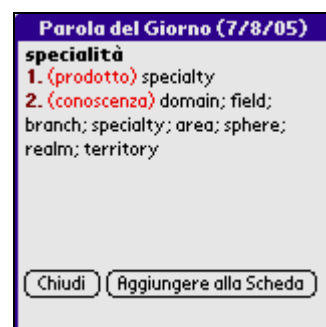 Parola del Giorno (7/8/05)
specialità
1. (prodotto) specialty
2. (conoscenza) domain; field;
branch; specialty; area; sphere;
realm; territory
Chiudi Aggiungere alla Scheda